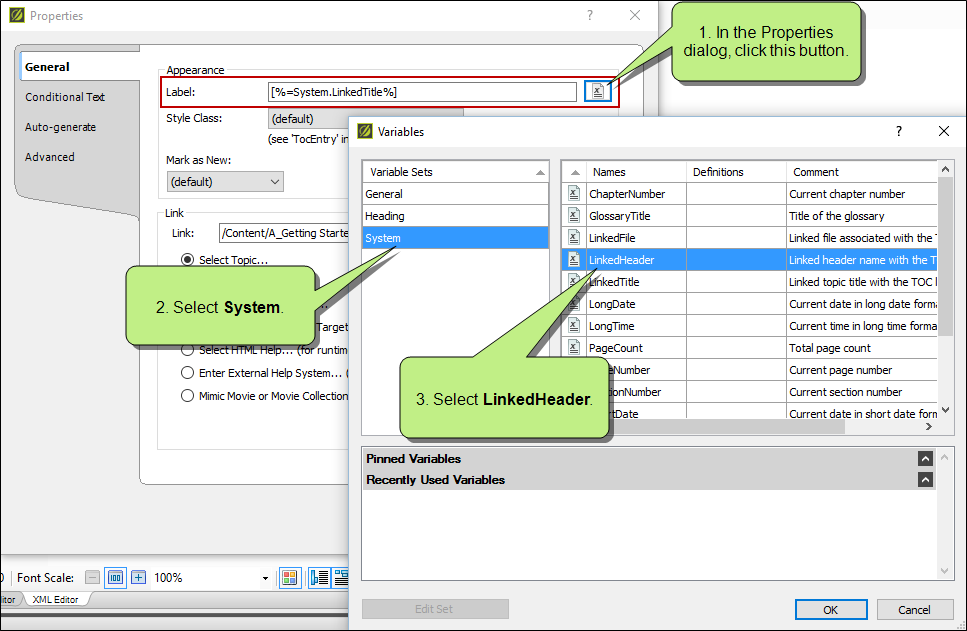 Properties
?
General
Conditional Text
Auto-generate
Advanced
Appearance
Label:
[%=System.LinkedTitle%]
Style Class:
(default)
(see 'TocEntry' in
Mark as New:
(default)
Link
Link:
/Content/A_Getting Starte
Select Topic...
Target
Select HTML Help... (for runtim
Enter External Help System... (
Mimic Movie or Movie Collection
1. In the Properties
dialog, click this button.
2. Select System.
3. Select LinkedHeader.
Variables
?
Variable Sets
General
Heading
System
Names Definitions Comment
ChapterNumber Current chapter number
GlossaryTitle Title of the glossary
LinkedFile Linked file associated with the T
LinkedHeader Linked header name with the T
LinkedTitle Linked topic title with the TOC l
LongDate Current date in long date forma
LongTime Current time in long time forma
PageCount Total page count
eNumber Current page number
ionNumber Current section number
rtDate Current date in short date form
Pinned Variables
Recently Used Variables
Edit Set
OK
Cancel
Font Scale:
100%
itor
XML Editor